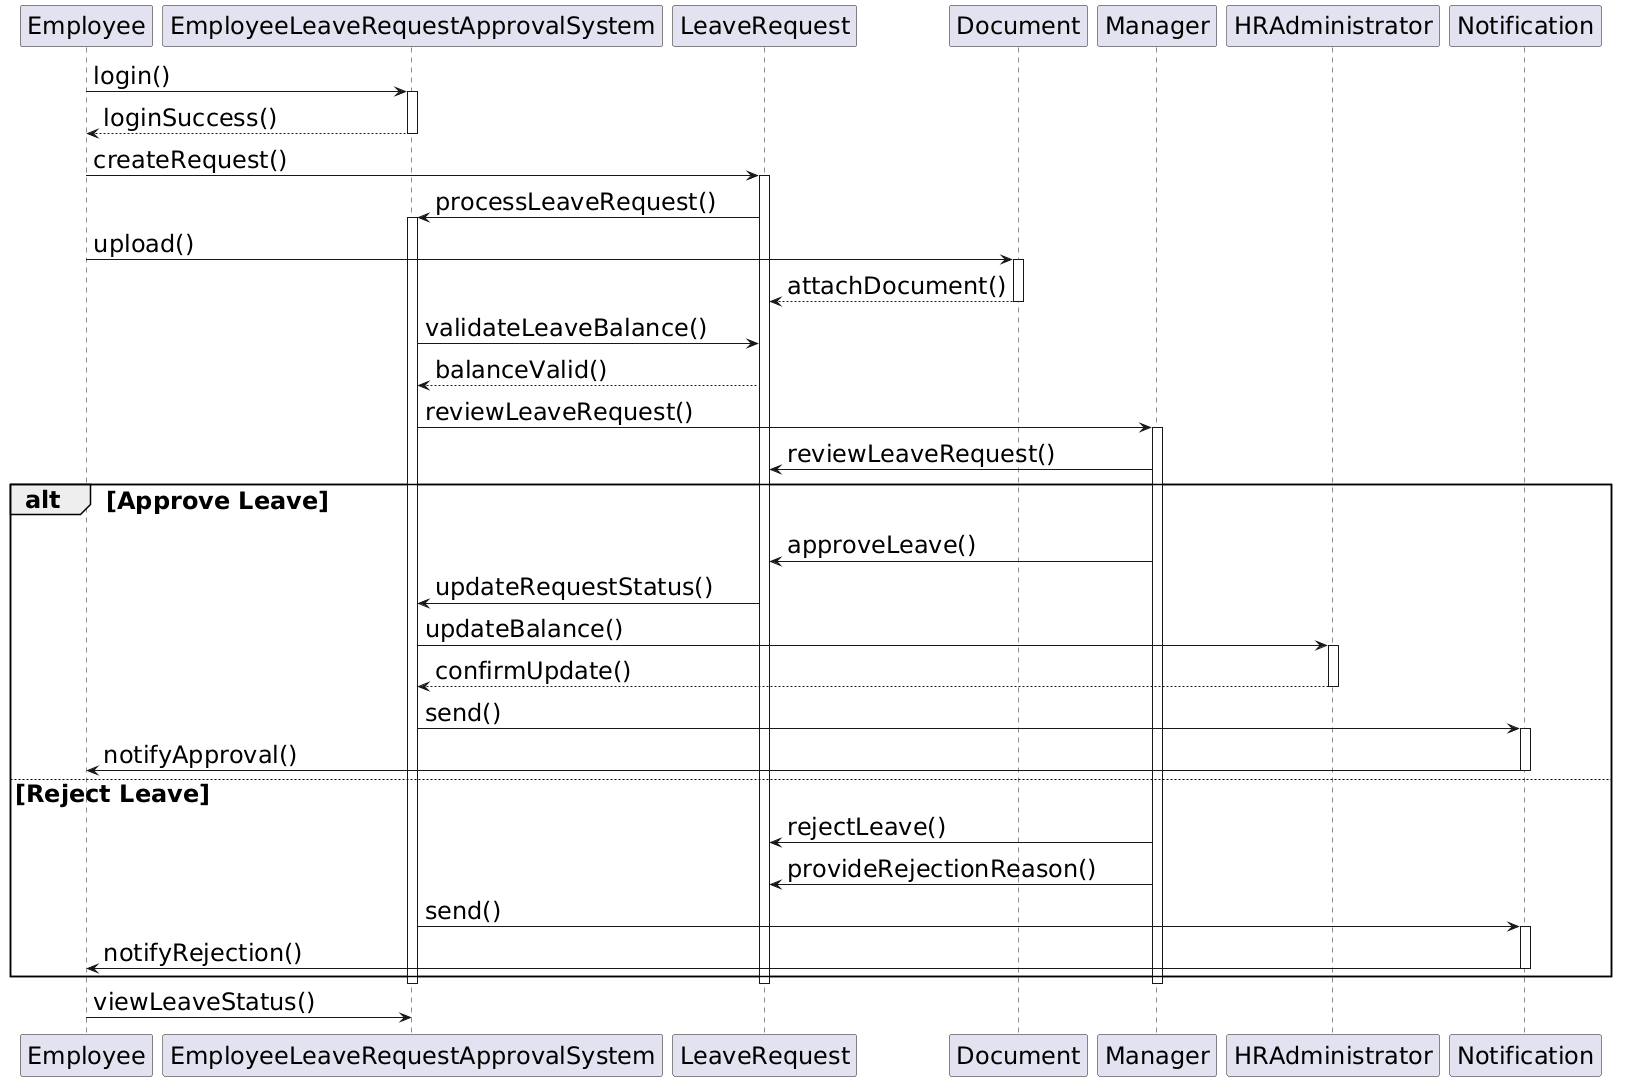 Employee EmployeeLeaveRequestApprovalSystem LeaveRequest Document Manager HRAdministrator Notification
login()
loginSuccess()
createRequest()
processLeaveRequest()
upload()
attachDocument()
validateLeaveBalance()
balanceValid()
reviewLeaveRequest()
reviewLeaveRequest()
alt [Approve Leave]
approveLeave()
updateRequestStatus()
updateBalance()
confirmUpdate()
send()
notifyApproval()
[Reject Leave]
rejectLeave()
provideRejectionReason()
send()
notifyRejection()
viewLeaveStatus()
Employee EmployeeLeaveRequestApprovalSystem LeaveRequest Document Manager HRAdministrator Notification